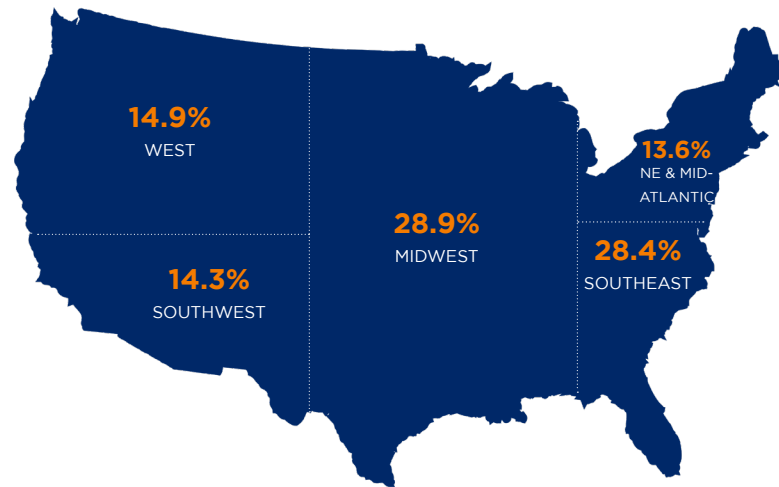 14.9%
WEST
13.6%
NE & MID-
ATLANTIC
28.9%
MIDWEST
28.4%
SOUTHEAST
14.3%
SOUTHWEST